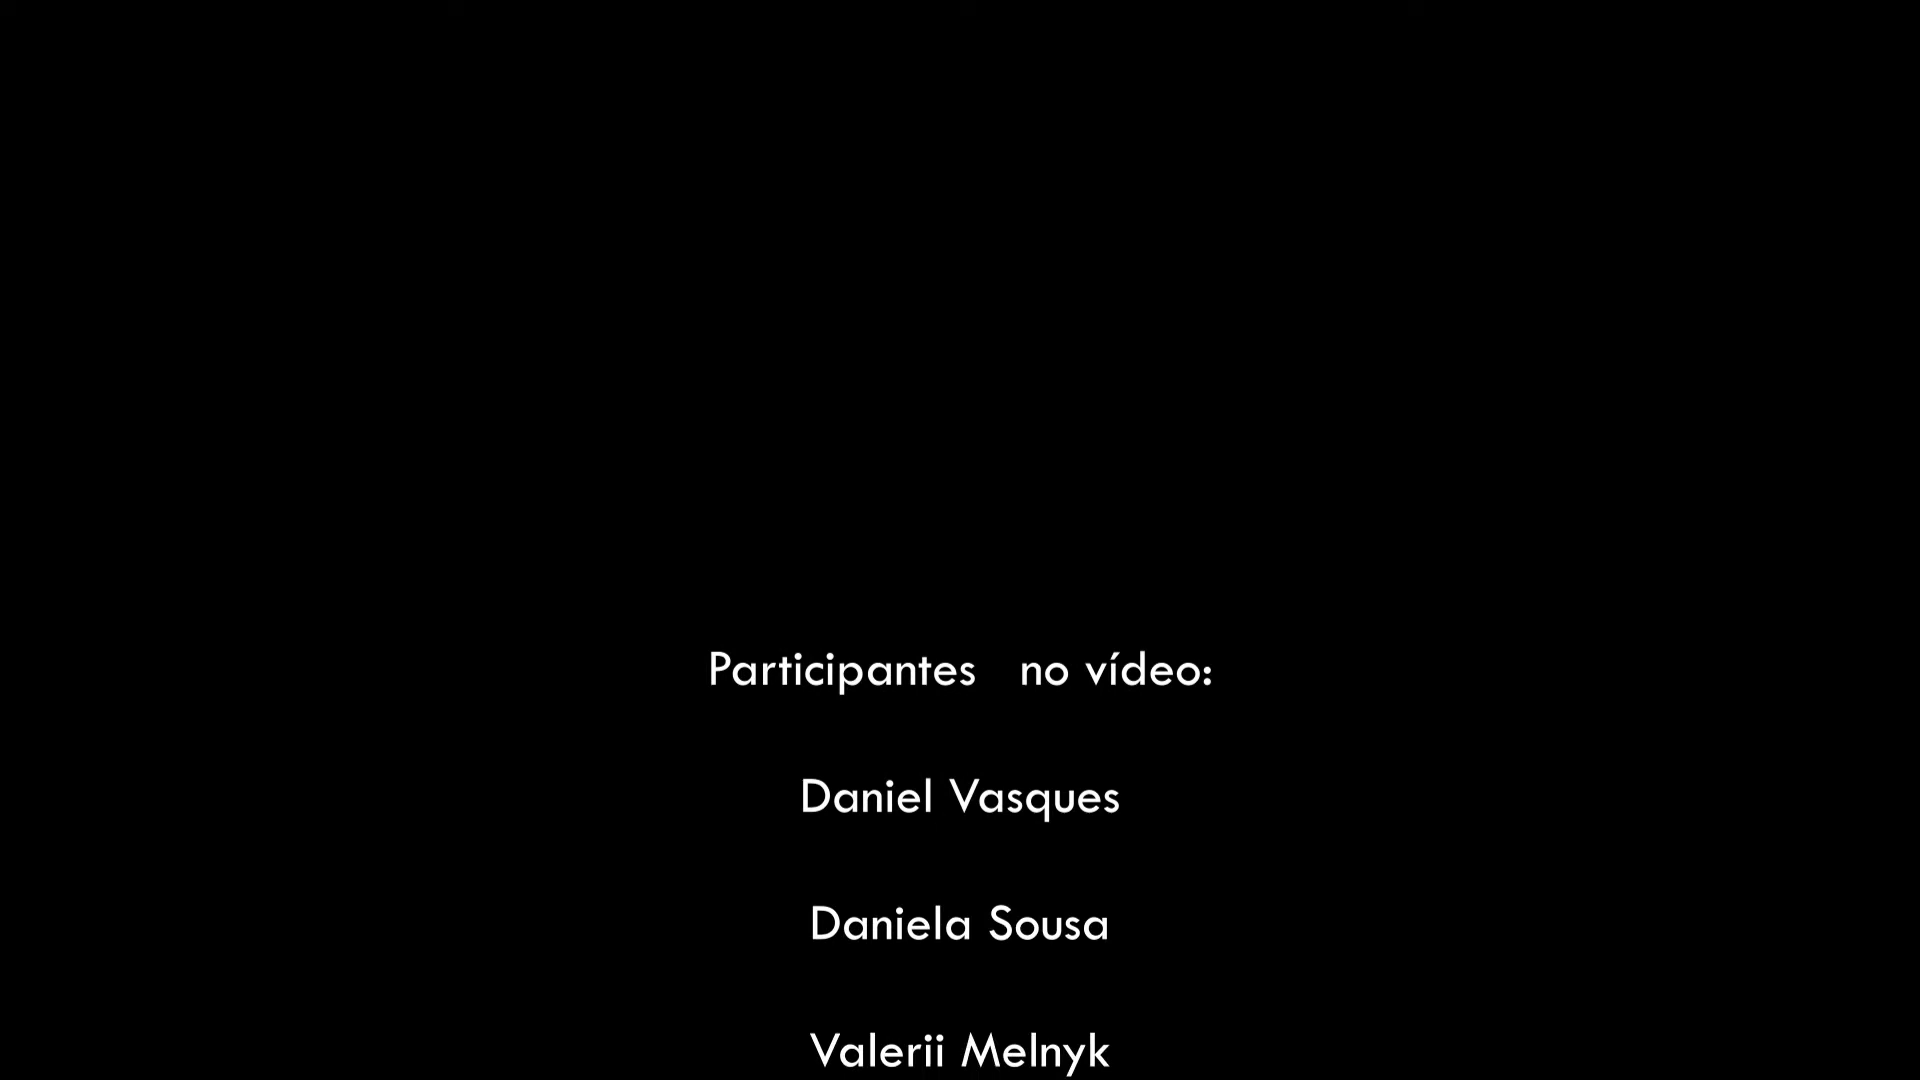 Participantes no vídeo:
Daniel Vasques
Daniela Sousa
Valerii Melnyk